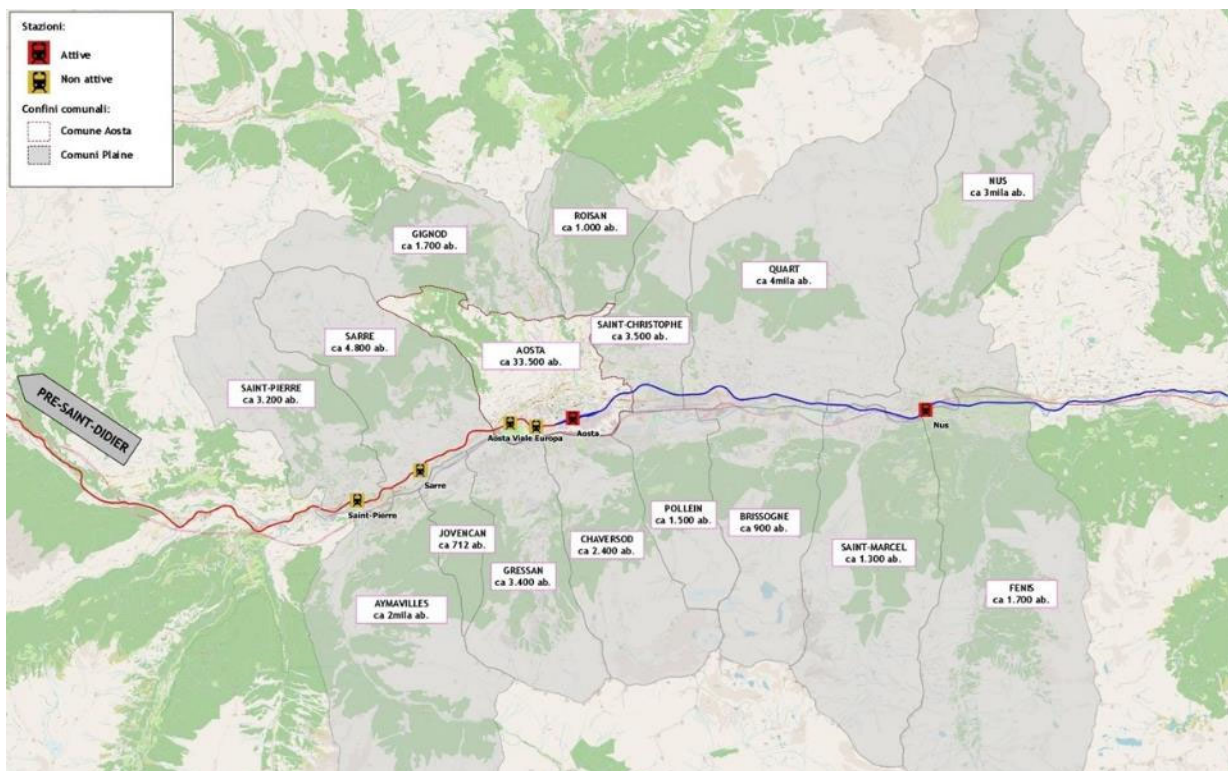 Stazioni:
Attive
Non attive
Confini comunali:
Comune Aosta
Comuni Plaine
NUS
ca 3mila ab.
ROISAN
ca 1.000 ab.
GIGNOD
ca 1.700 ab.
QUART
ca 4mila ab.
SAINT-CHRISTOPHE
ca 3.500 ab.
SARRE
ca 4.800 ab.
AOSTA
ca 33.500 ab.
SAINT-PIERRE
ca 3.200 ab.
PRE-SAINT-DIDIER
Aosta Viale Europa
Aosta
Nus
Sarre
Saint-Pierre
POLLEIN
ca 1.500 ab.
BRISSOGNE
ca 900 ab.
JOVENCAN
ca 712 ab.
CHAVERSOD
ca 2.400 ab.
SAINT-MARCEL
ca 1.300 ab.
GRESSAN
ca 3.400 ab.
FENIS
ca 1.700 ab.
AYMAVILLES
ca 2mila ab.